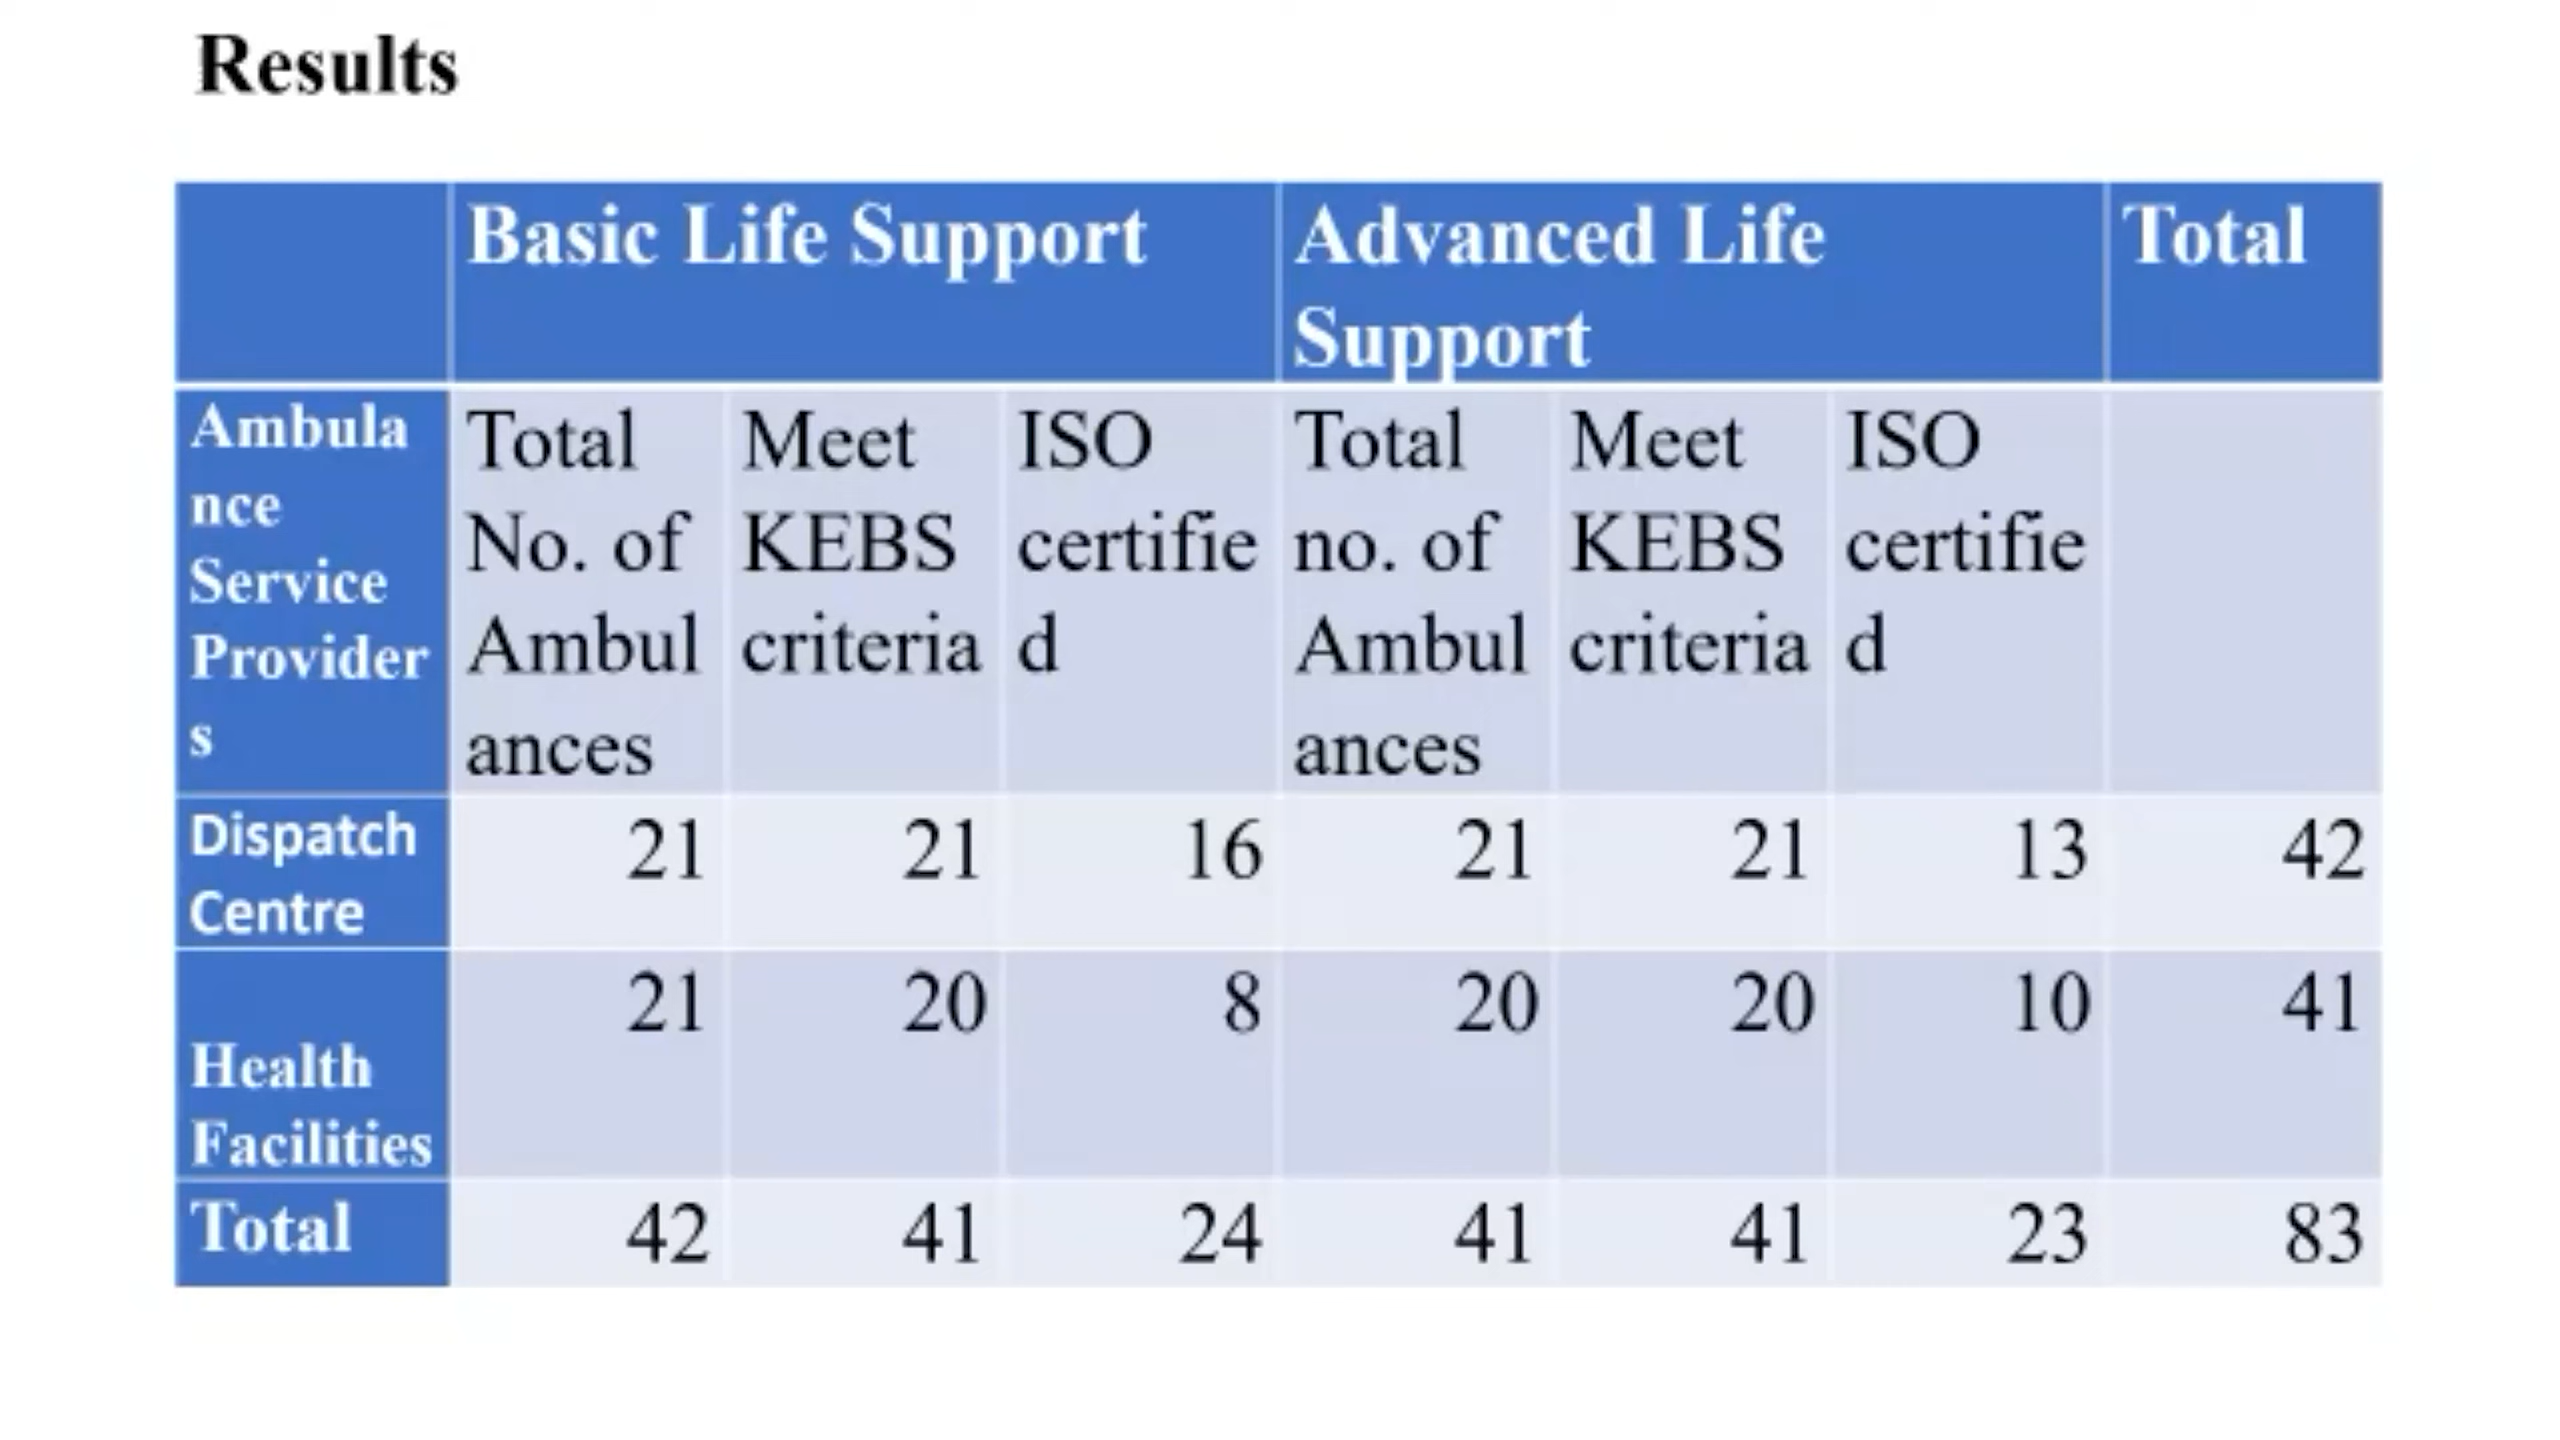 Results
Basic Life Support
Advanced Life
Support
Total
Ambula
nce
Service
Provider
s
Total
No. of
Ambul
ances
Meet
KEBS
criteria
ISO
certifie
d
Total
no. of
Ambul
ances
Meet
KEBS
criteria
ISO
certifie
d
Dispatch
Centre
21 21 16 21 21 13 42
Health
Facilities
21 20 8 20 20 10 41
Total 42 41 24 41 41 23 83